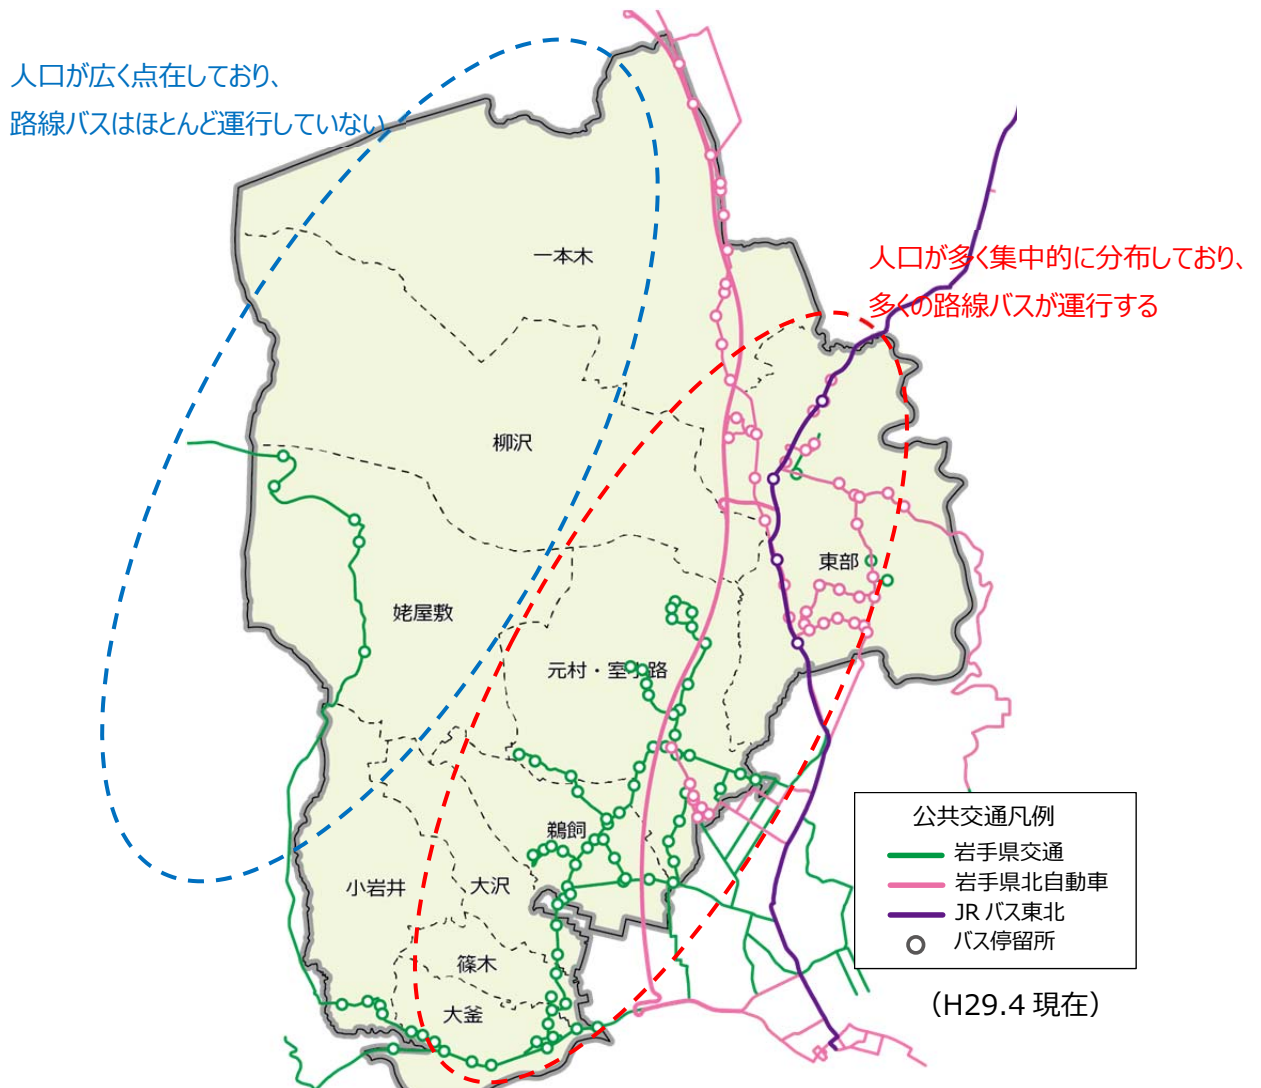 人口が広く点在しており、
路線バスはほとんど運行していない
人口が多く集中的に分布しており、
多くの路線バスが運行する
一本木
柳沢
東部
姥屋敷
元村・室小路
鵜飼
小岩井
大沢
篠木
大釜
公共交通凡例
岩手県交通
岩手県北自動車
JRバス東北
バス停留所
（H29.4 現在）